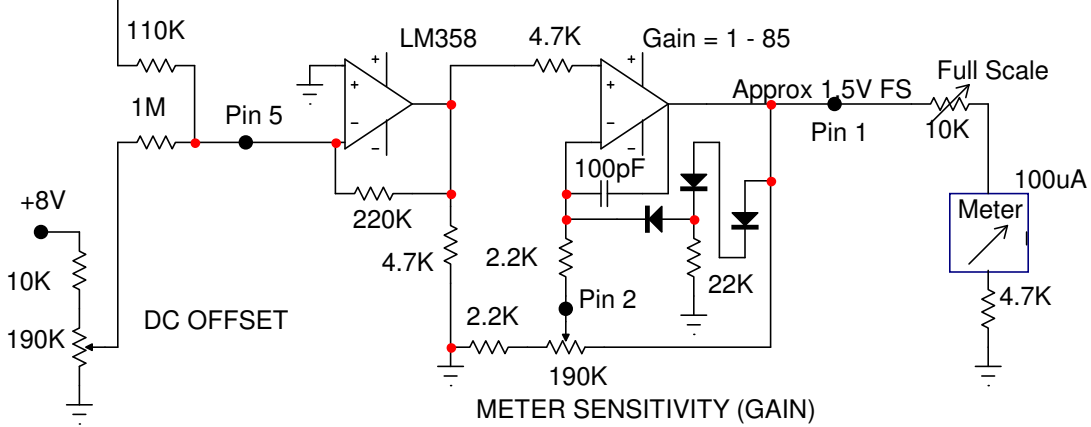 110K
LM358
4.7K
Gain = 1 - 85
1M
Pin 5
Approx 1.5V FS
Full Scale
Pin 1
10K
100pF
100uA
Meter
+8V
220K
4.7K
2.2K
22K
10K
Pin 2
4.7K
DC OFFSET
2.2K
190K
190K
METER SENSITIVITY (GAIN)